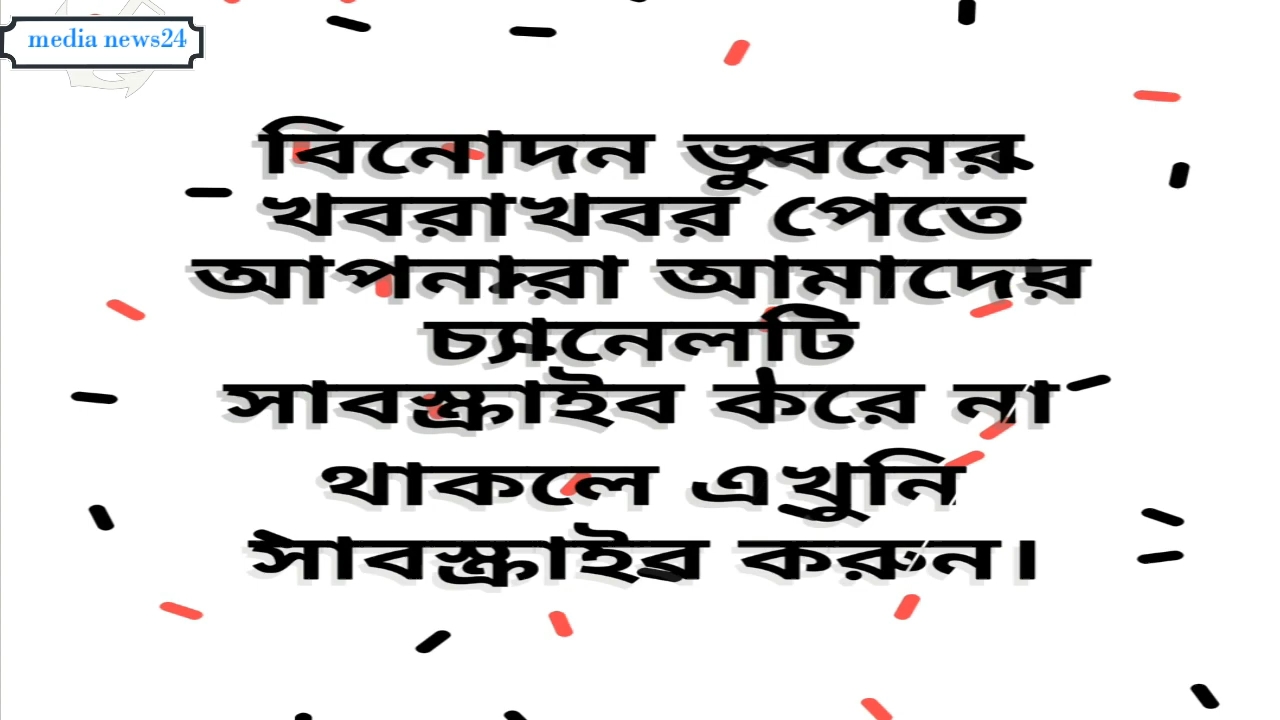 media news24
বিনোদন ভুবনের
খবরাখবর পেতে
আপনারা আমাদের
চ্যানেলটি
সাবস্ক্রাইব করে না
থাকলে এখুনি
সাবস্ক্রাইব করুন।